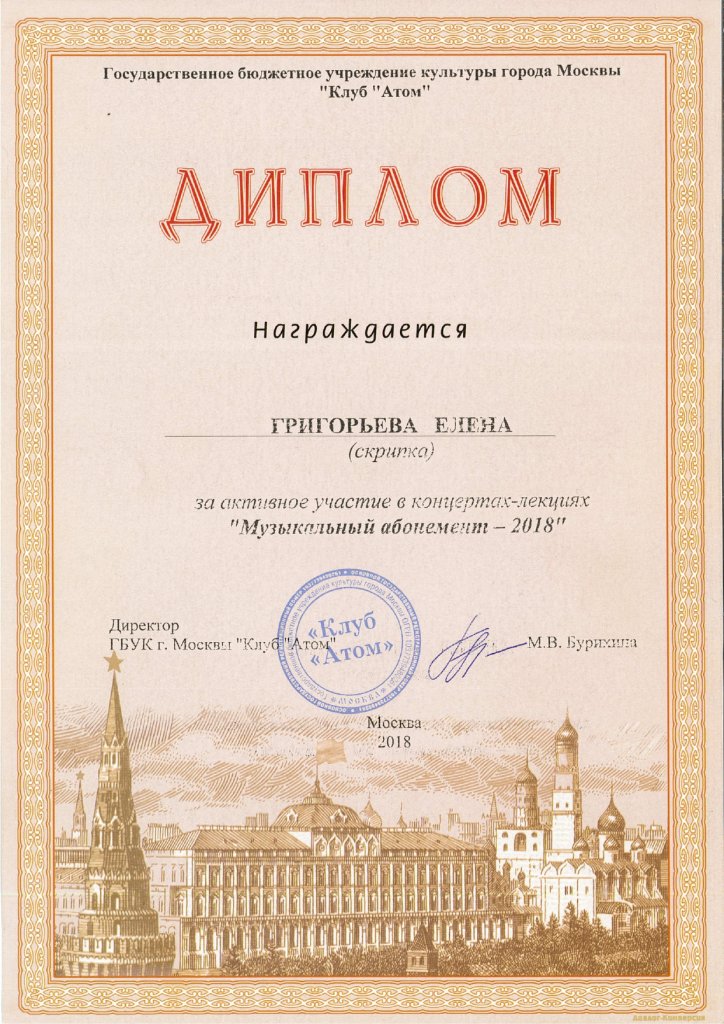 Государственное бюджетное учреждение культуры города Москвы
"Клуб "Атом"
ДИПЛОМ
Награждается
ГРИГОРЬЕВА ЕЛЕНА
(скрипка)
за активное участие в концертах-лекциях
"Музыкальный абонемент – 2018"
Директор
ГБУК г. Москвы "Клуб "Атом"
«Клуб
«Атом»
М.В. Бурихина
Москва
2018